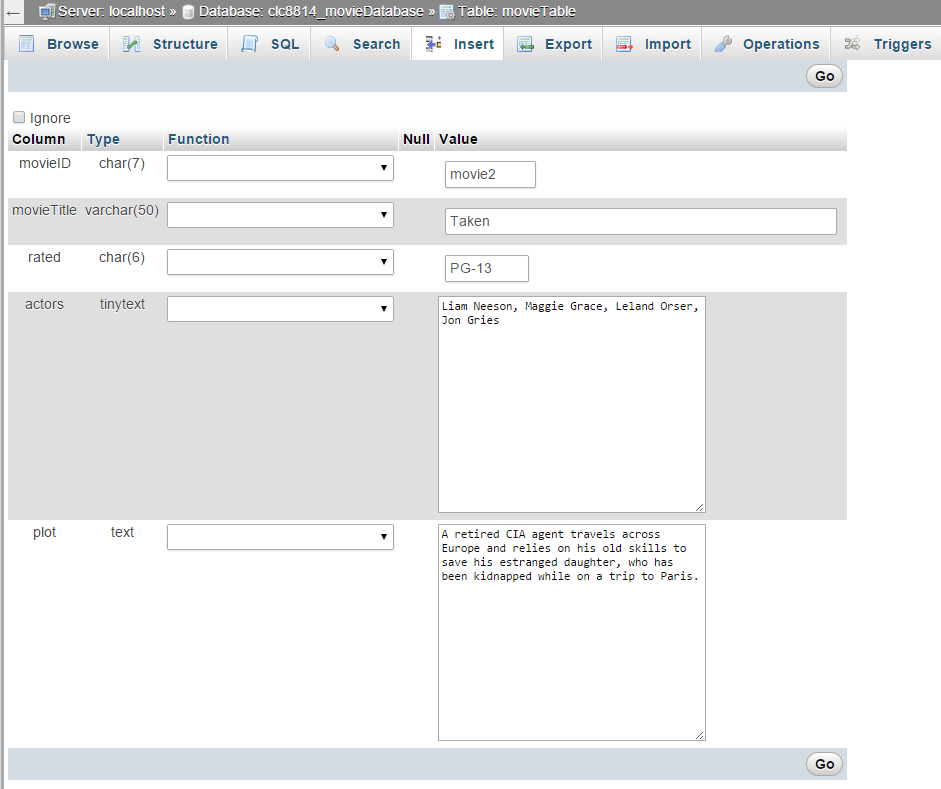 Server: localhost » Database: clc8814_movieDatabase » Table: movieTable
Browse Structure SQL Search Insert Export Import Operations Triggers
Go
Ignore
Column Type Function Null Value
movieID char(7) movie2
movieTitle varchar(50) Taken
rated char(6) PG-13
actors tinytext Liam Neeson, Maggie Grace, Leland Orser,
Jon Gries
plot text A retired CIA agent travels across
Europe and relies on his old skills to
save his estranged daughter, who has
been kidnapped while on a trip to Paris.
Go